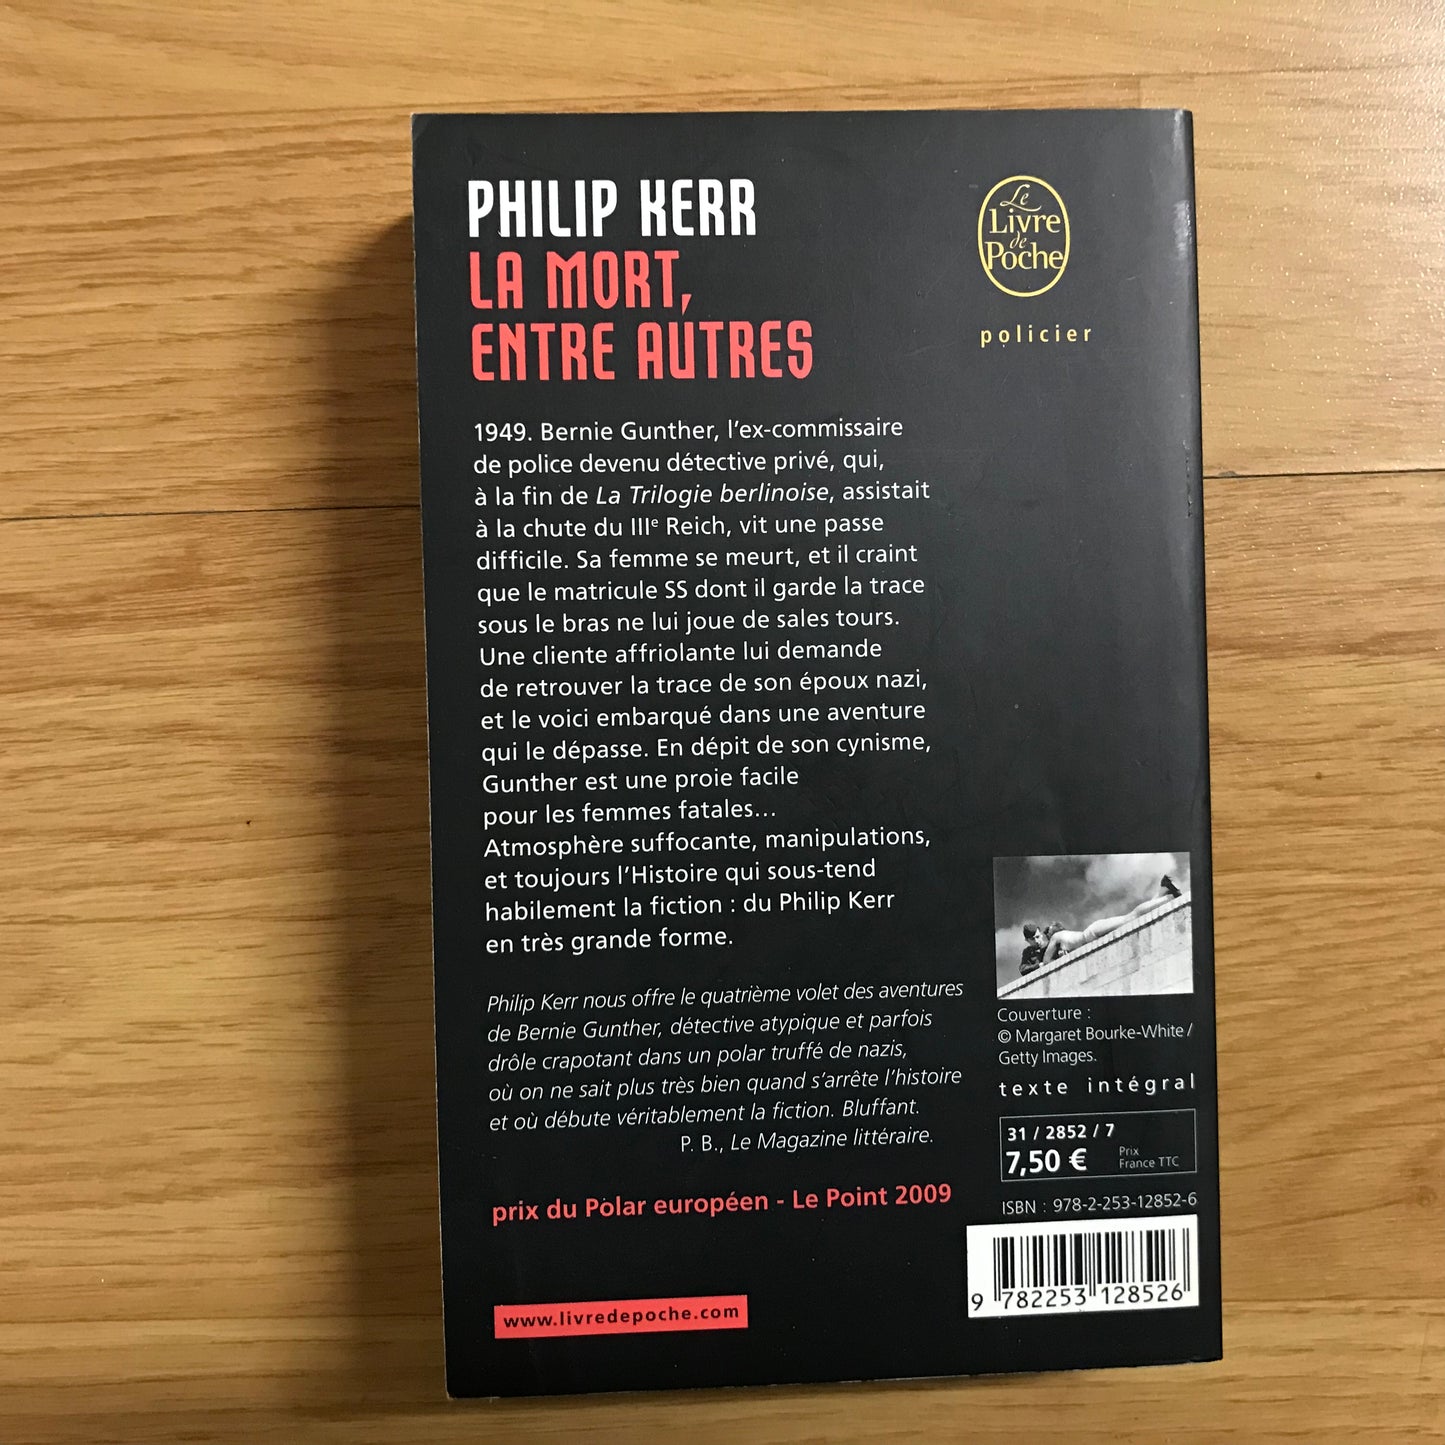 PHILIP KERR
LA MORT,
ENTRE AUTRES
Le
Livre
de
Poche
policier
1949. Bernie Gunther, l’ex-commissaire
de police devenu détective privé, qui,
à la fin de La Trilogie berlinoise, assistait
à la chute du IIIe Reich, vit une passe
difficile. Sa femme se meurt, et il craint
que le matricule SS dont il garde la trace
sous le bras ne lui joue de sales tours.
Une cliente affriolante lui demande
de retrouver la trace de son époux nazi,
et le voici embarqué dans une aventure
qui le dépasse. En dépit de son cynisme,
Gunther est une proie facile
pour les femmes fatales…
Atmosphère suffocante, manipulations,
et toujours l’Histoire qui sous-tend
habilement la fiction : du Philip Kerr
en très grande forme.
Philip Kerr nous offre le quatrième volet des aventures
de Bernie Gunther, détective atypique et parfois
drôle crapotant dans un polar truffé de nazis,
où on ne sait plus très bien quand s’arrête l’histoire
et où débute véritablement la fiction. Bluffant.
P. B., Le Magazine littéraire.
prix du Polar européen - Le Point 2009
www.livredepoche.com
Couverture :
© Margaret Bourke-White /
Getty Images.
texte intégral
31 / 2852 / 7
7,50 €
Prix
France TTC
ISBN : 978-2-253-12852-6
9 782253 128526